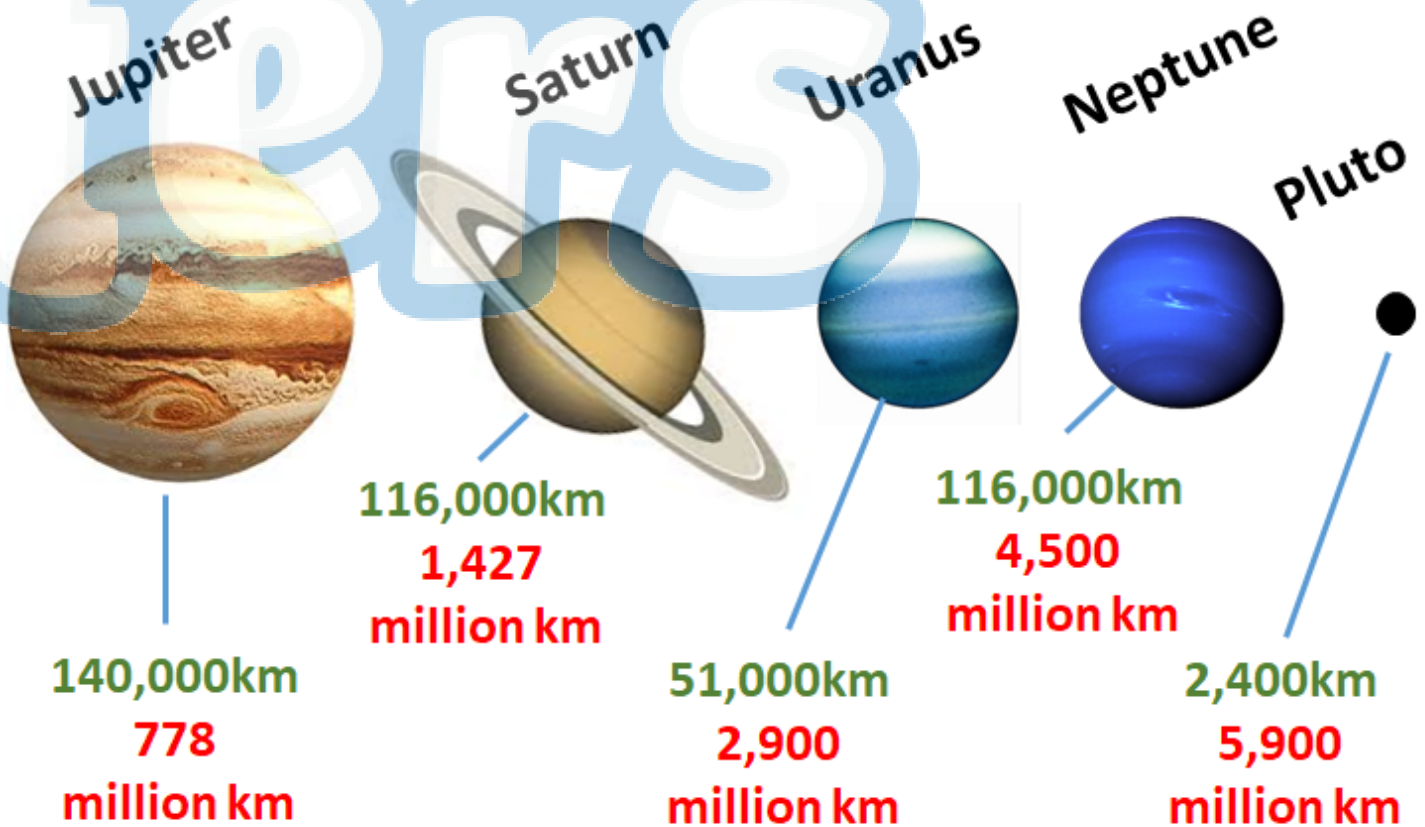 Jupiter
Saturn
Uranus
Neptune
Pluto
ers
140,000km
778
million km
116,000km
1,427
million km
51,000km
2,900
million km
116,000km
4,500
million km
2,400km
5,900
million km